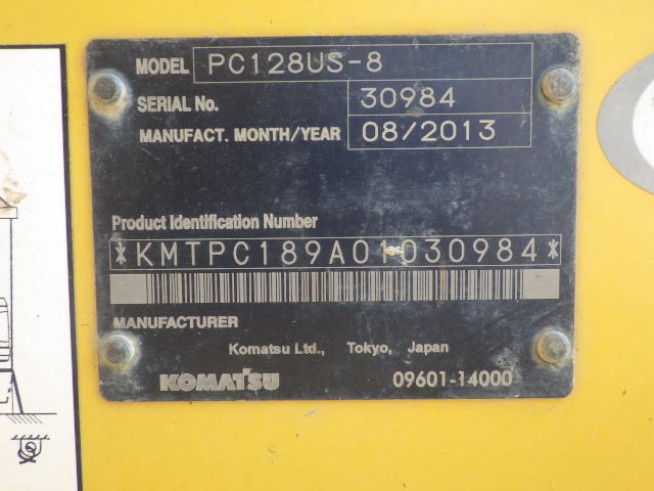 MODEL PC128US-8
SERIAL No. 30984
MANUFACT. MONTH/YEAR 08/2013
Product Identification Number
*KMTPC189A01030984*
MANUFACTURER
Komatsu Ltd., Tokyo, Japan
KOMATSU 09601-14000